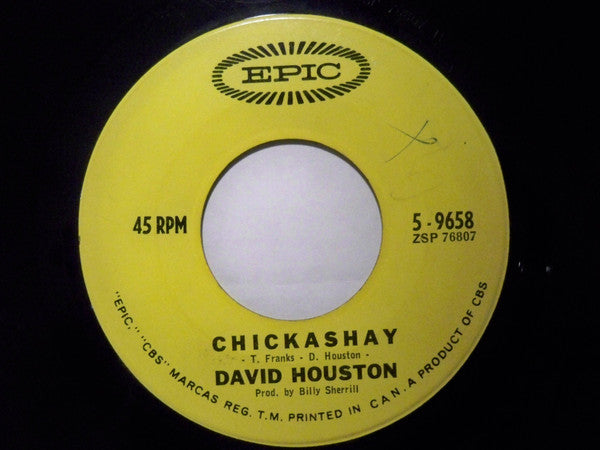 EPIC
45 RPM
5 - 9658
ZSP 76807
CHICKASHAY
- T. Franks - D. Houston -
DAVID HOUSTON
Prod. by Billy Sherrill
"EPIC," "CBS" MARCAS REG. T.M. PRINTED IN CAN. A PRODUCT OF CBS